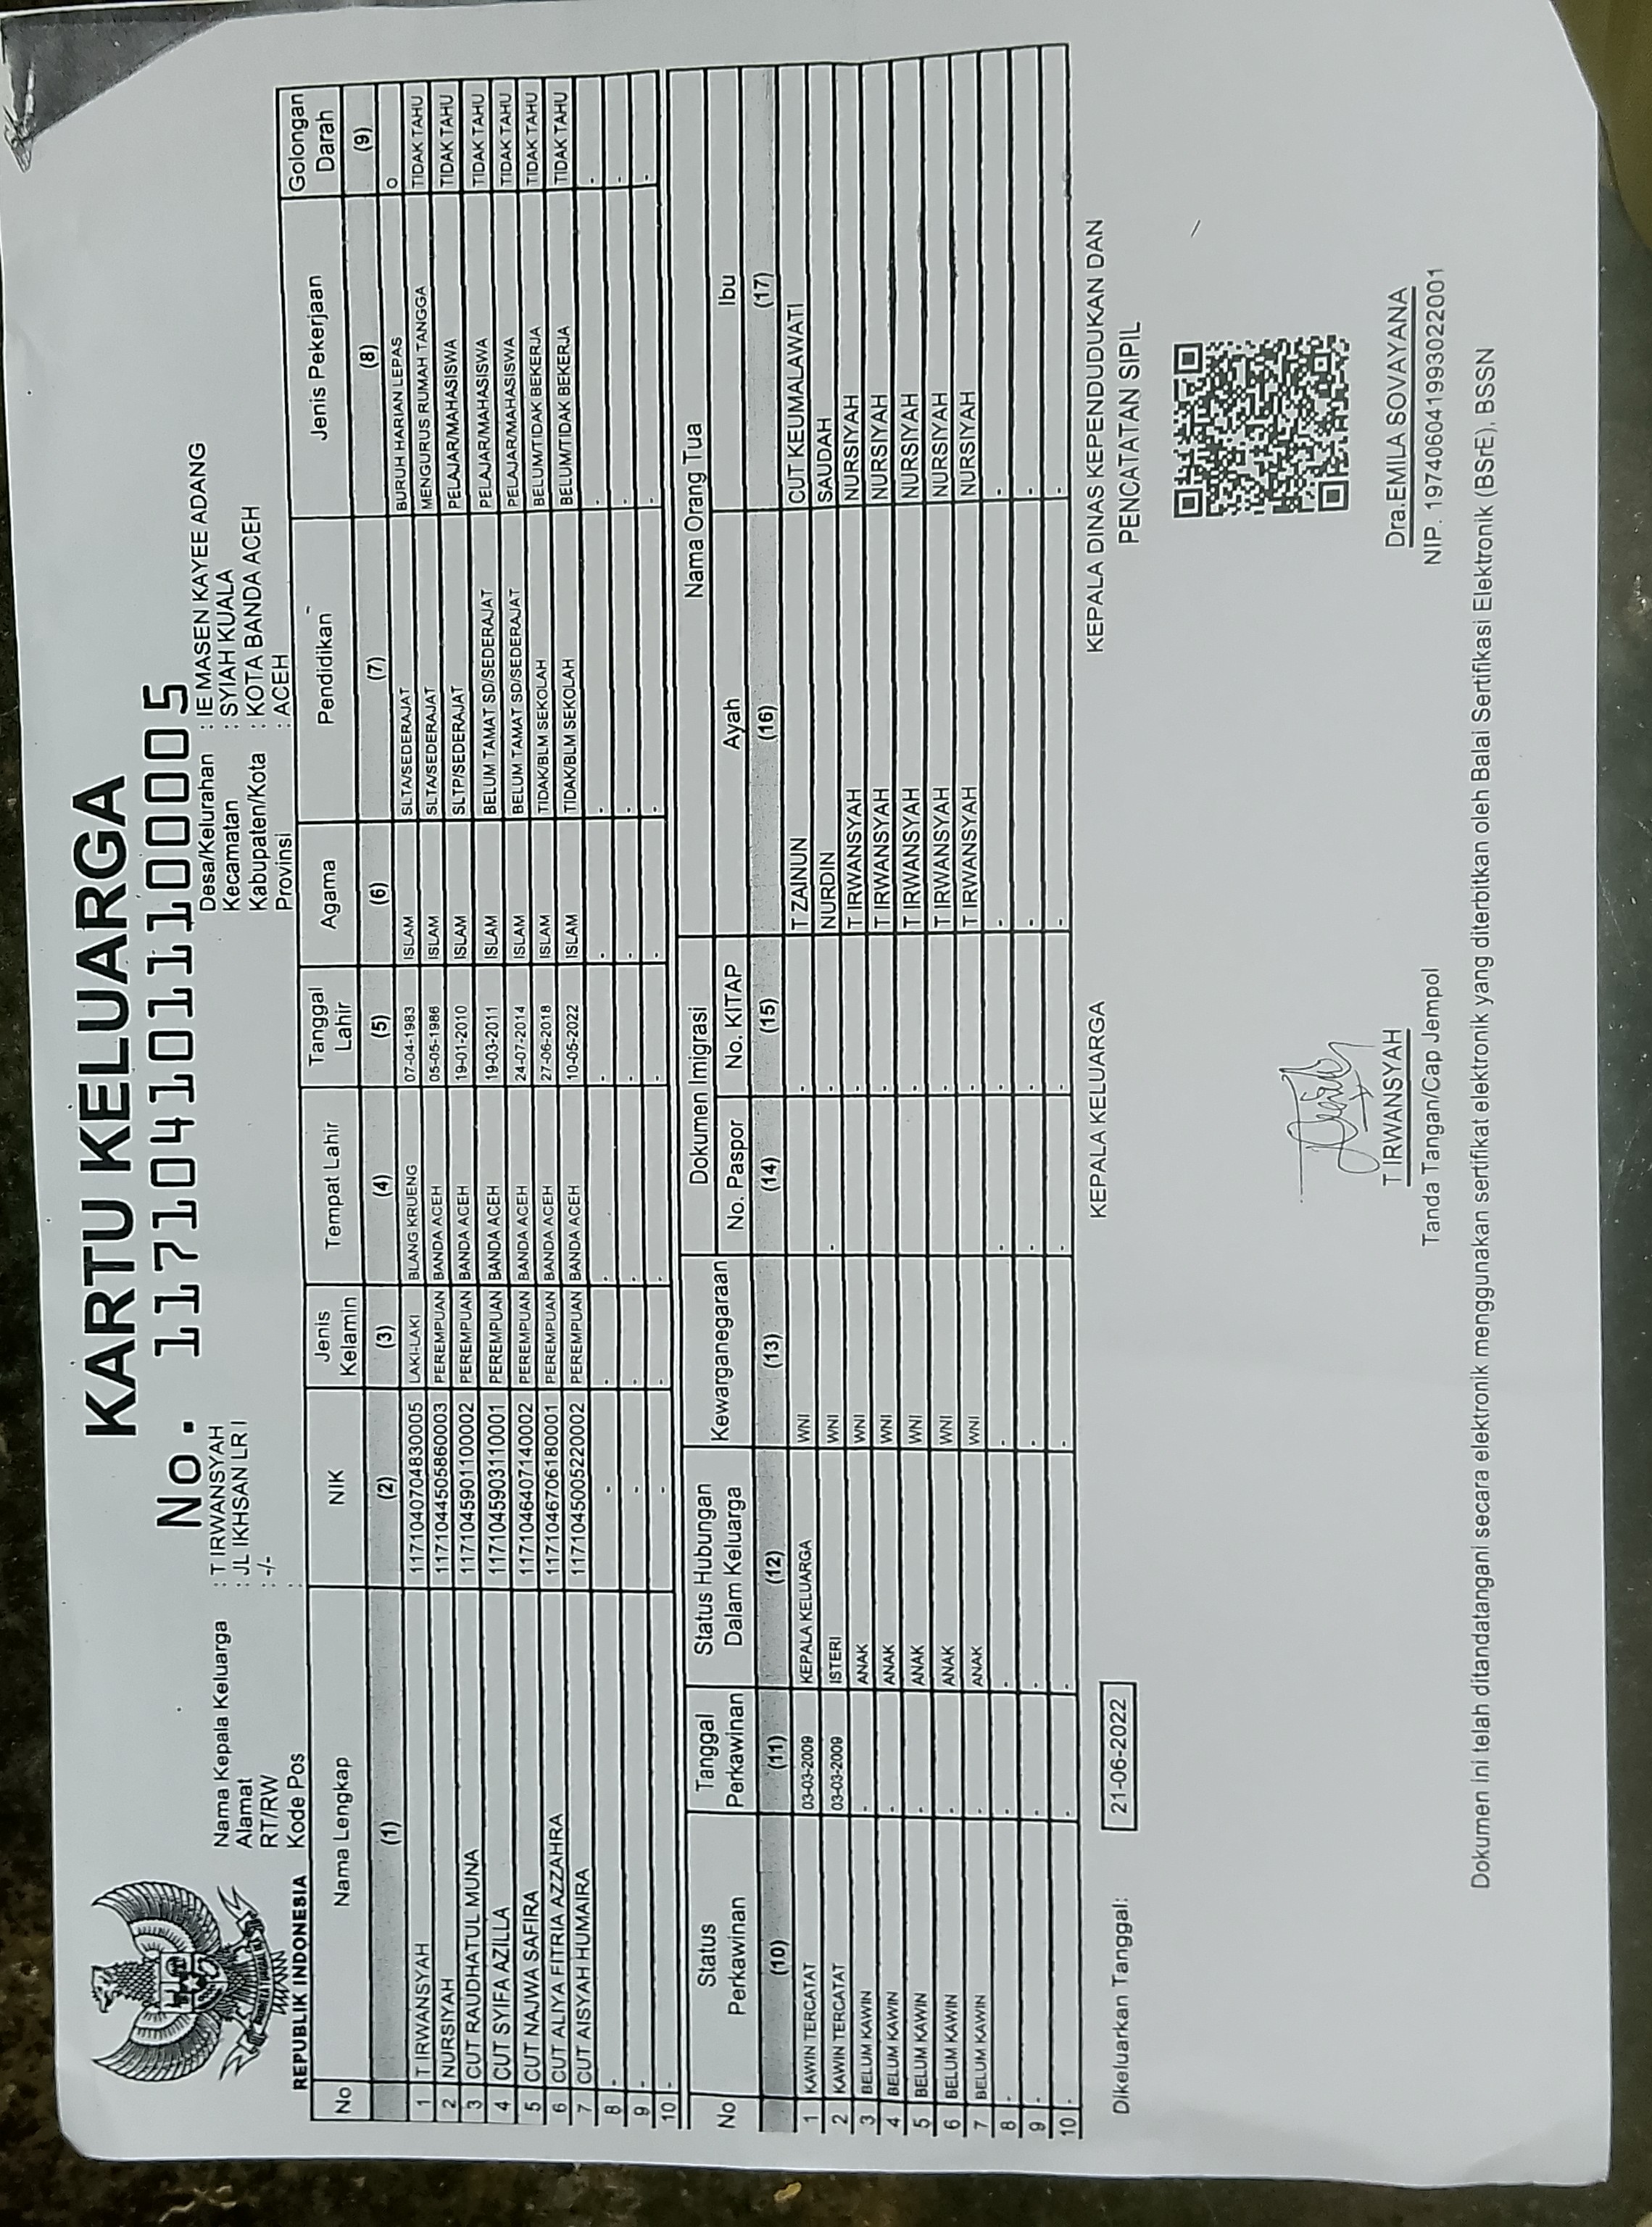 KARTU KELUARGA
No. 1171041011100005
REPUBLIK INDONESIA
Nama Kepala Keluarga : T IRWANSYAH
Alamat : JL IKHSAN LR I
RT/RW : -/-
Kode Pos :
Desa/Kelurahan : IE MASEN KAYEE ADANG
Kecamatan : SYIAH KUALA
Kabupaten/Kota : KOTA BANDA ACEH
Provinsi : ACEH
No Nama Lengkap NIK Jenis Kelamin Tempat Lahir Tanggal Lahir Agama Pendidikan Jenis Pekerjaan Golongan Darah
(1) (2) (3) (4) (5) (6) (7) (8) (9)
1 T IRWANSYAH 1171040704830005 LAKI-LAKI BLANG KRUENG 07-04-1983 ISLAM SLTA/SEDERAJAT BURUH HARIAN LEPAS O
2 NURSIYAH 1171044505860003 PEREMPUAN BANDA ACEH 05-05-1986 ISLAM SLTA/SEDERAJAT MENGURUS RUMAH TANGGA TIDAK TAHU
3 CUT RAUDHATUL MUNA 1171045901100002 PEREMPUAN BANDA ACEH 19-01-2010 ISLAM SLTP/SEDERAJAT PELAJAR/MAHASISWA TIDAK TAHU
4 CUT SYIFA AZILLA 1171045903110001 PEREMPUAN BANDA ACEH 19-03-2011 ISLAM BELUM TAMAT SD/SEDERAJAT PELAJAR/MAHASISWA TIDAK TAHU
5 CUT NAJWA SAFIRA 1171046407140002 PEREMPUAN BANDA ACEH 24-07-2014 ISLAM BELUM TAMAT SD/SEDERAJAT PELAJAR/MAHASISWA TIDAK TAHU
6 CUT ALIYA FITRIA AZZAHRA 1171046706180001 PEREMPUAN BANDA ACEH 27-06-2018 ISLAM TIDAK/BLM SEKOLAH BELUM/TIDAK BEKERJA TIDAK TAHU
7 CUT AISYAH HUMAIRA 1171045005220002 PEREMPUAN BANDA ACEH 10-05-2022 ISLAM TIDAK/BLM SEKOLAH BELUM/TIDAK BEKERJA TIDAK TAHU
8 - - - - - - - - -
9 - - - - - - - - -
10 - - - - - - - - -
No Status Perkawinan Tanggal Perkawinan Status Hubungan Dalam Keluarga Kewarganegaraan Dokumen Imigrasi Nama Orang Tua
No. Paspor No. KITAP Ayah Ibu
(10) (11) (12) (13) (14) (15) (16) (17)
1 KAWIN TERCATAT 03-03-2009 KEPALA KELUARGA WNI - T ZAINUN CUT KEUMALAWATI
2 KAWIN TERCATAT 03-03-2009 ISTERI WNI - - NURDIN SAUDAH
3 BELUM KAWIN - ANAK WNI - T IRWANSYAH NURSIYAH
4 BELUM KAWIN - ANAK WNI - T IRWANSYAH NURSIYAH
5 BELUM KAWIN - ANAK WNI - T IRWANSYAH NURSIYAH
6 BELUM KAWIN - ANAK WNI - T IRWANSYAH NURSIYAH
7 BELUM KAWIN - ANAK WNI - T IRWANSYAH NURSIYAH
8 - - - - - - - -
9 - - - - - - - -
10 - - - - - - - -
Dikeluarkan Tanggal: 21-06-2022
KEPALA KELUARGA
T IRWANSYAH
Tanda Tangan/Cap Jempol
KEPALA DINAS KEPENDUDUKAN DAN
PENCATATAN SIPIL
Dra.EMILA SOVAYANA
NIP. 197406041993022001
Dokumen ini telah ditandatangani secara elektronik menggunakan sertifikat elektronik yang diterbitkan oleh Balai Sertifikasi Elektronik (BSrE), BSSN